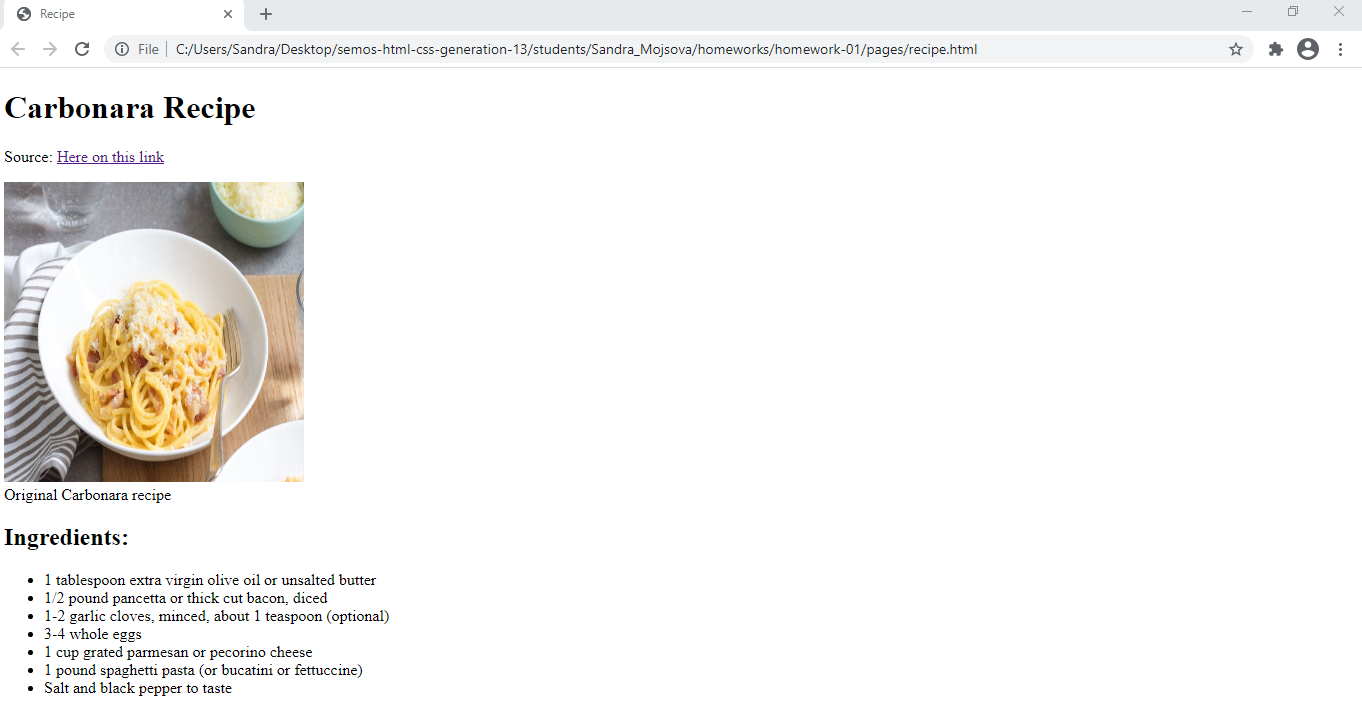 Recipe
File
C:/Users/Sandra/Desktop/semos-html-css-generation-13/students/Sandra_Mojsova/homeworks/homework-01/pages/recipe.html
Carbonara Recipe
Source: Here on this link
Original Carbonara recipe
Ingredients:
1 tablespoon extra virgin olive oil or unsalted butter
1/2 pound pancetta or thick cut bacon, diced
1-2 garlic cloves, minced, about 1 teaspoon (optional)
3-4 whole eggs
1 cup grated parmesan or pecorino cheese
1 pound spaghetti pasta (or bucatini or fettuccine)
Salt and black pepper to taste